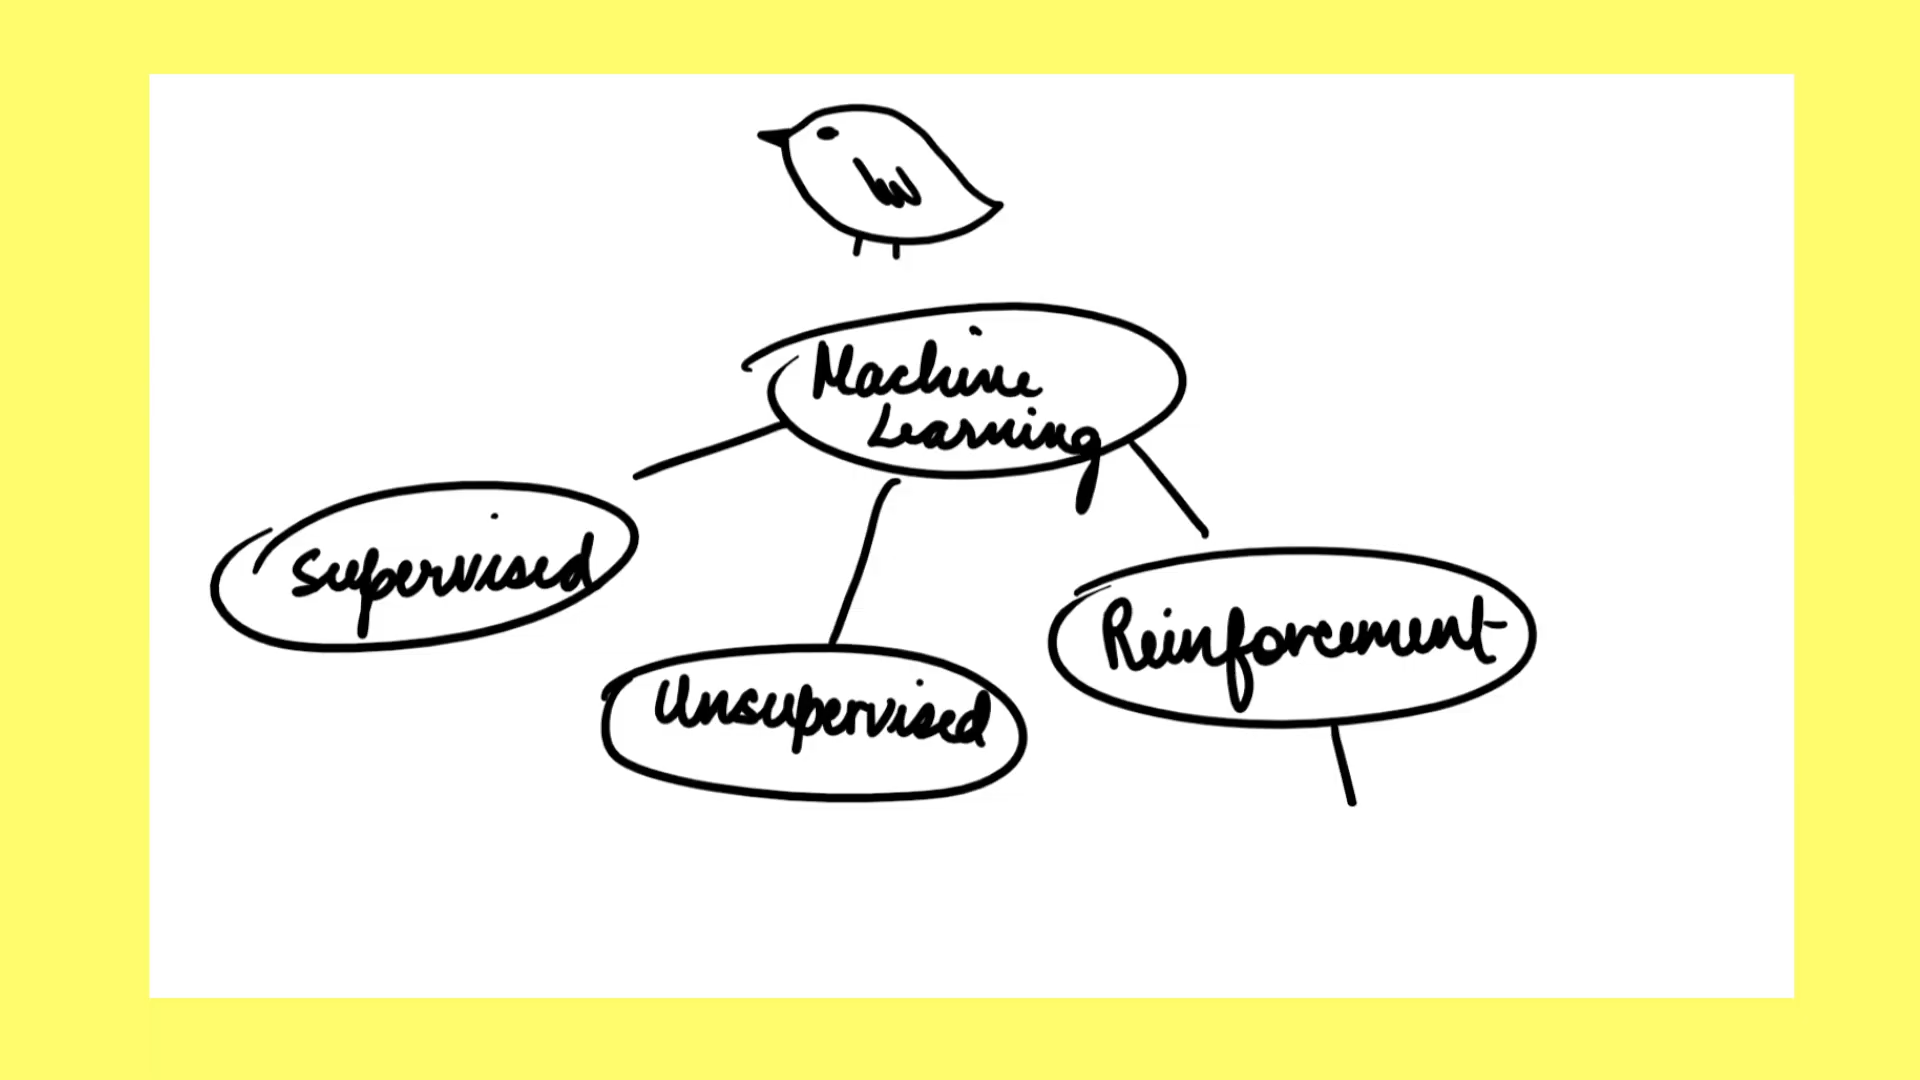 Machine
Learning
Supervised
Unsupervised
Reinforcement